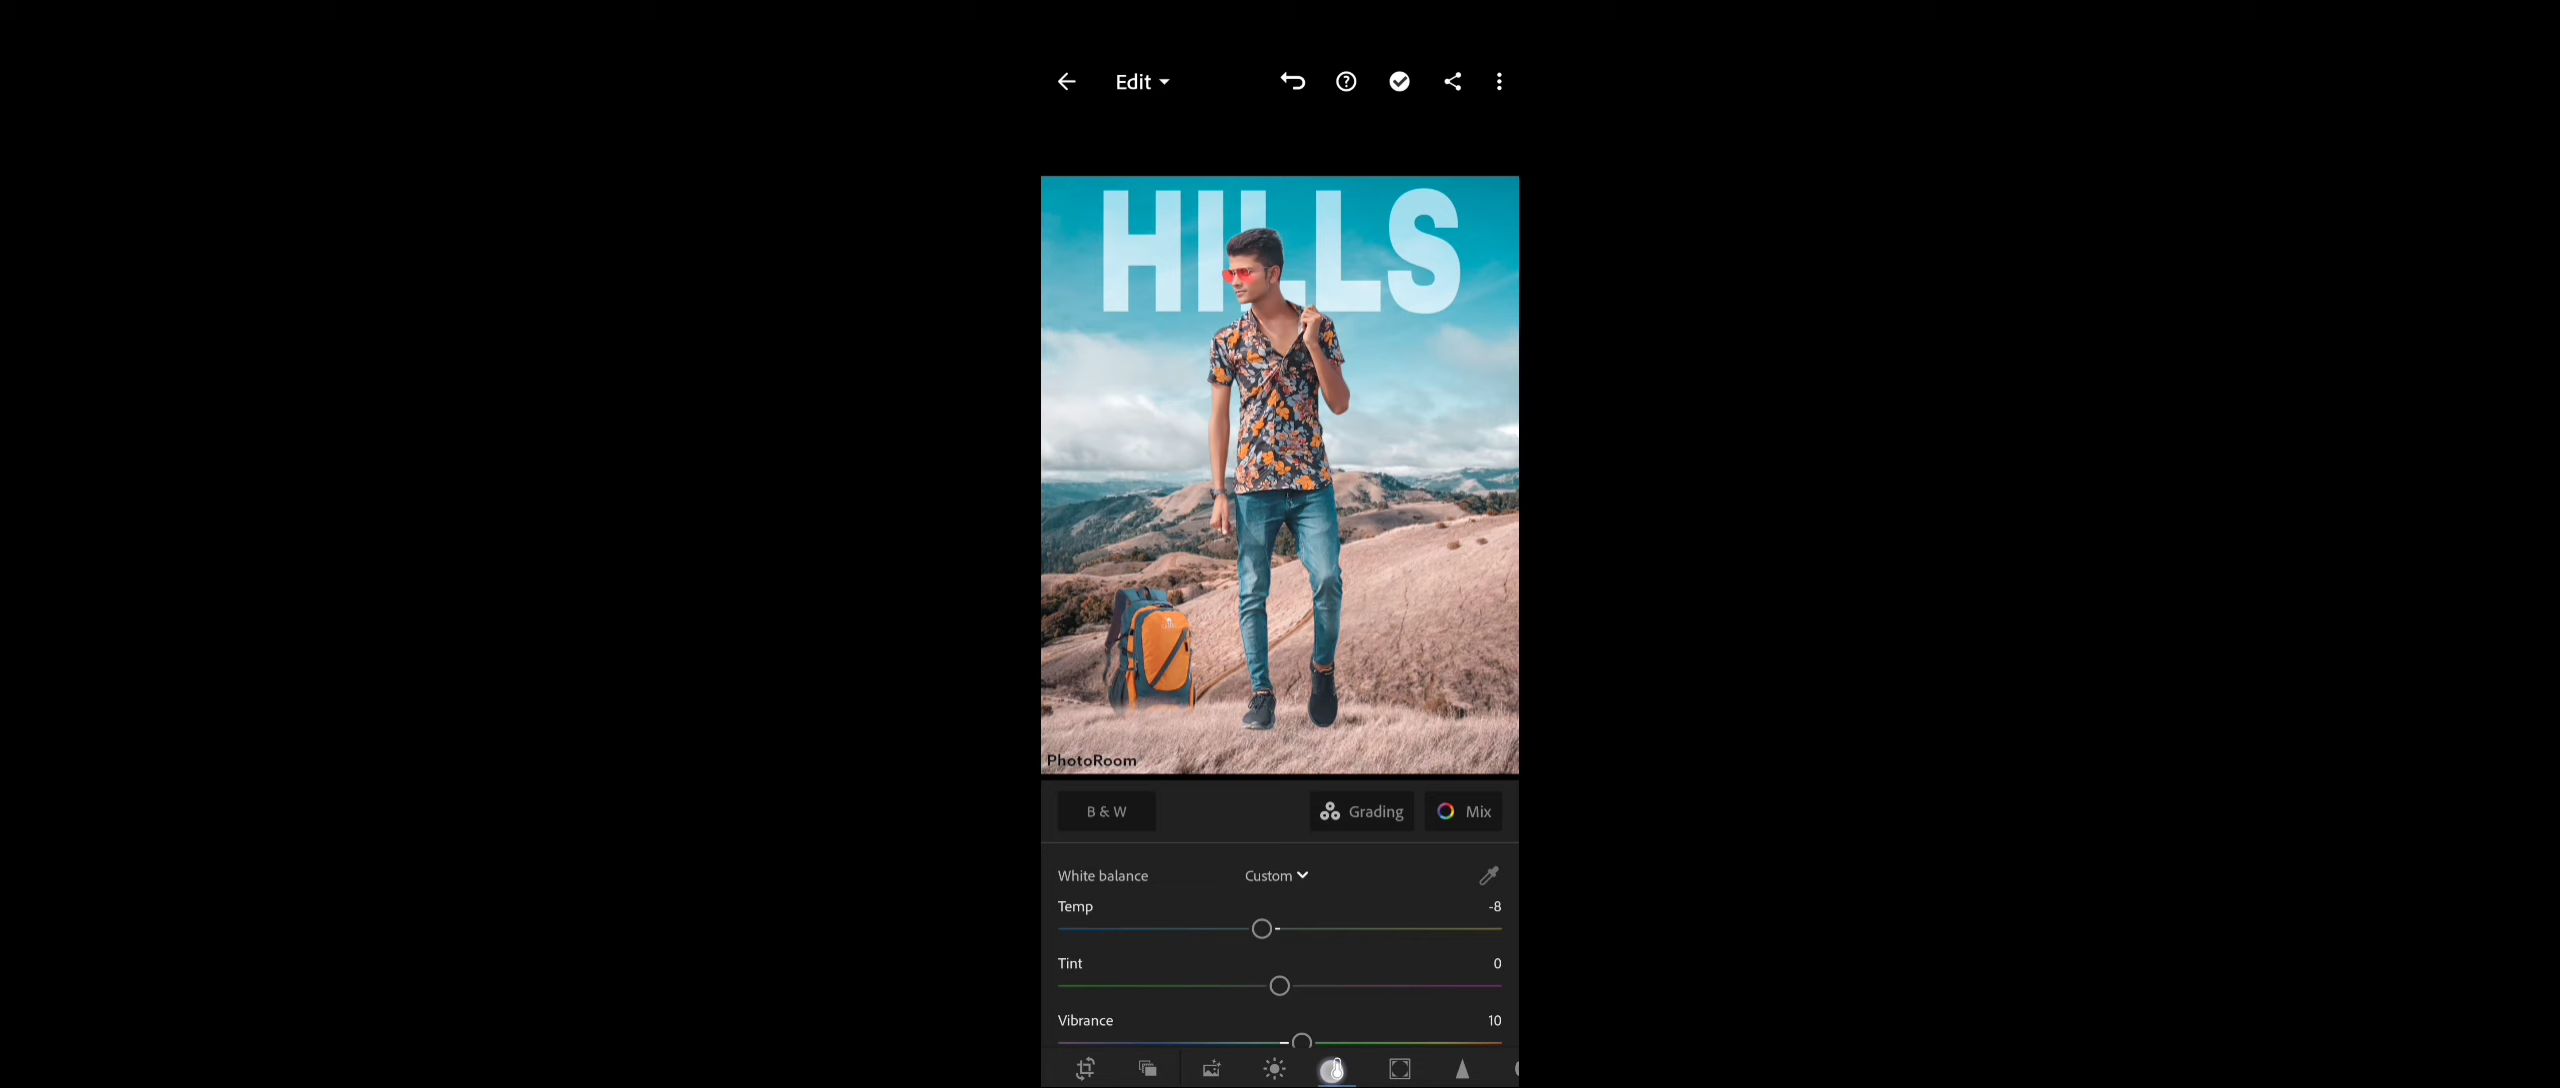 Edit
HILLS
PhotoRoom
B & W
Grading
Mix
White balance Custom
Temp -8
Tint 0
Vibrance 10